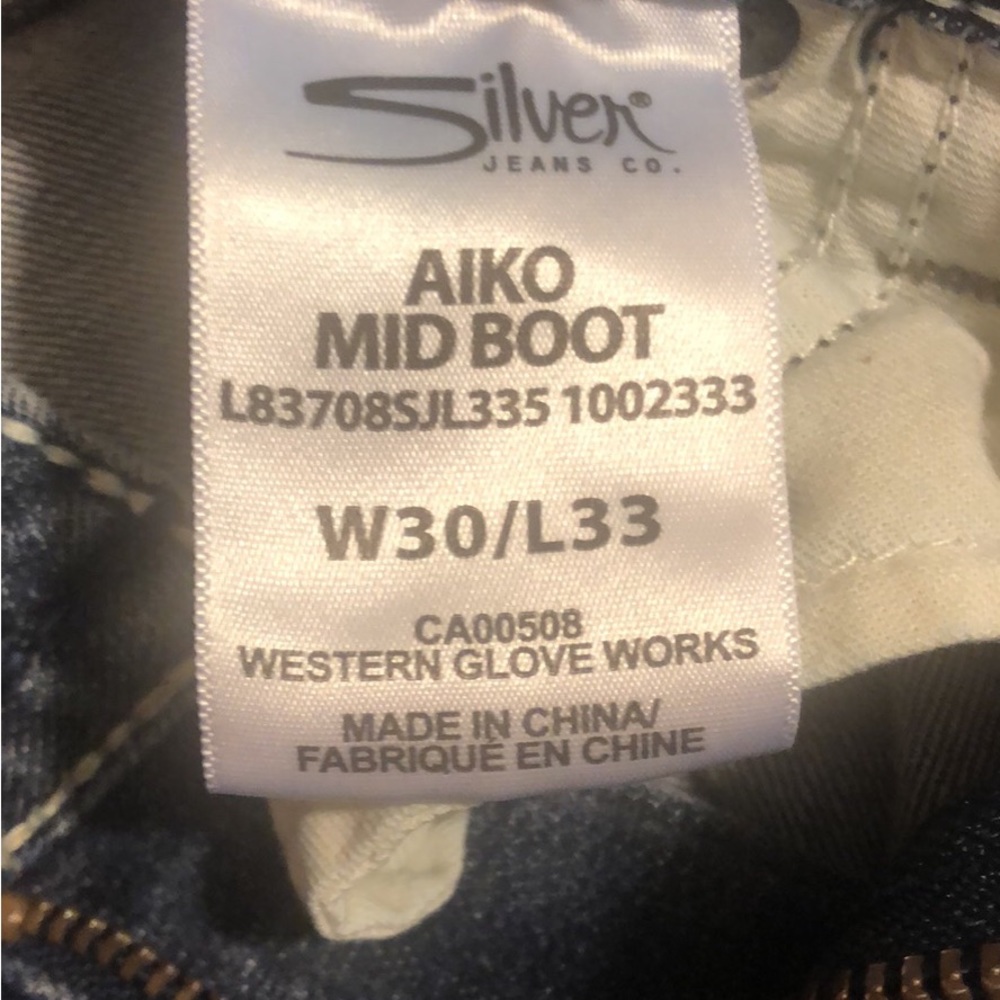 Silver®
JEANS CO.
AIKO
MID BOOT
L83708SJL335 1002333
W30/L33
CA00508
WESTERN GLOVE WORKS
MADE IN CHINA/
FABRIQUÉ EN CHINE